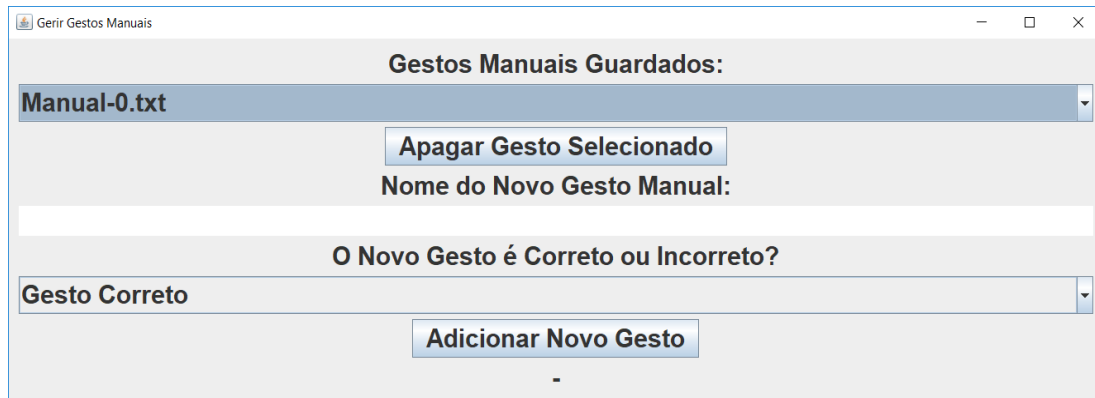 Gerir Gestos Manuais
Gestos Manuais Guardados:
Manual-0.txt
Apagar Gesto Selecionado
Nome do Novo Gesto Manual:
O Novo Gesto é Correto ou Incorreto?
Gesto Correto
Adicionar Novo Gesto
-